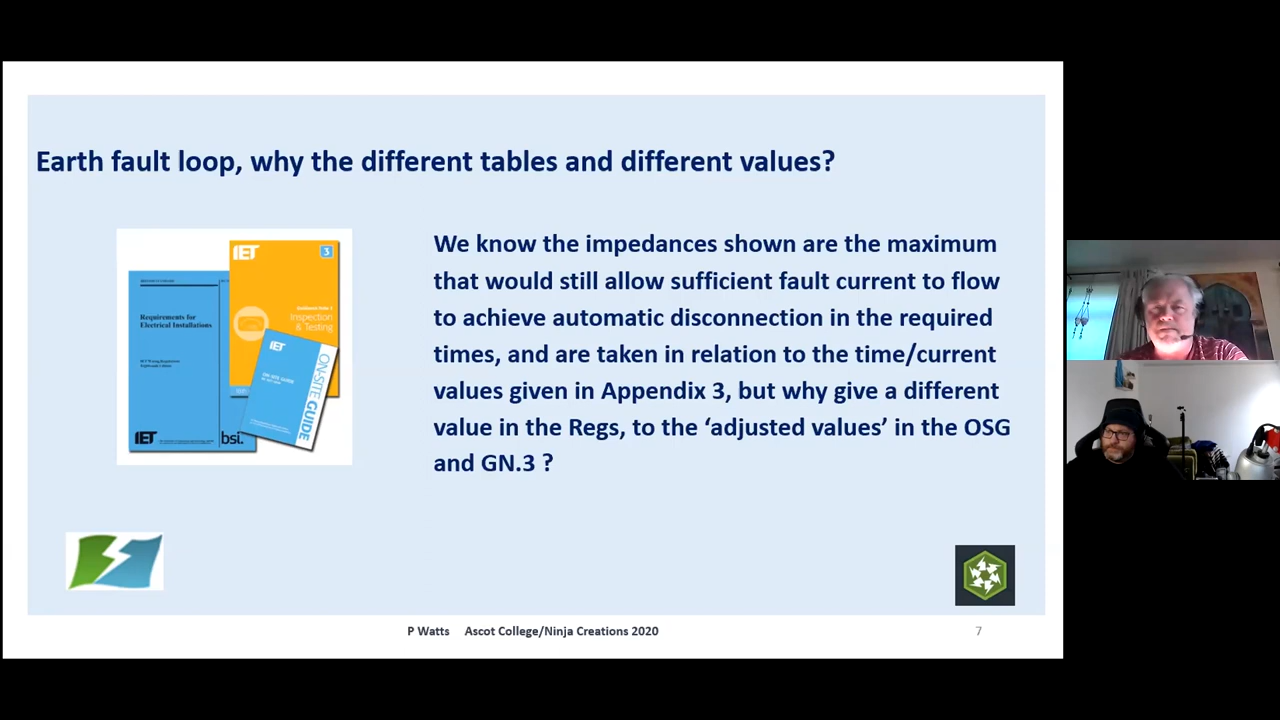 Earth fault loop, why the different tables and different values?
IET
3
Inspection
& Testing
Requirements for
Electrical Installations
IET
ON-SITE GUIDE
IET
bsi.
We know the impedances shown are the maximum
that would still allow sufficient fault current to flow
to achieve automatic disconnection in the required
times, and are taken in relation to the time/current
values given in Appendix 3, but why give a different
value in the Regs, to the ‘adjusted values’ in the OSG
and GN.3 ?
P Watts Ascot College/Ninja Creations 2020
7